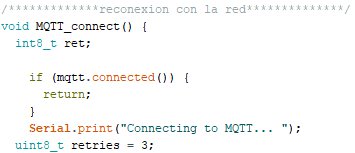 /*************reconexion con la red**************/
void MQTT_connect() {
  int8_t ret;

    if (mqtt.connected()) {
      return;
    }
    Serial.print("Connecting to MQTT... ");
  uint8_t retries = 3;